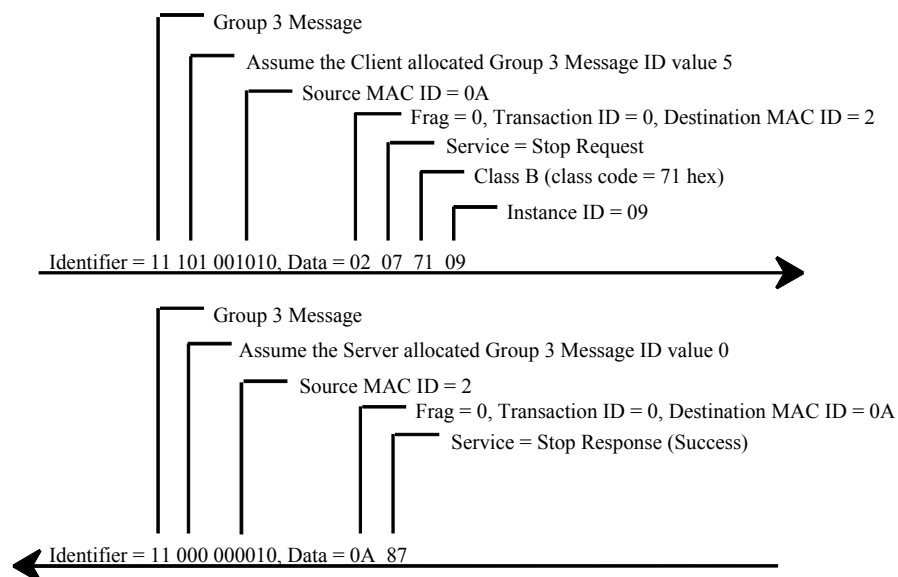 Group 3 Message
Assume the Client allocated Group 3 Message ID value 5
Source MAC ID = 0A
Frag = 0, Transaction ID = 0, Destination MAC ID = 2
Service = Stop Request
Class B (class code = 71 hex)
Instance ID = 09
Identifier = 11 101 001010, Data = 02 07 71 09
Group 3 Message
Assume the Server allocated Group 3 Message ID value 0
Source MAC ID = 2
Frag = 0, Transaction ID = 0, Destination MAC ID = 0A
Service = Stop Response (Success)
Identifier = 11 000 000010, Data = 0A 87